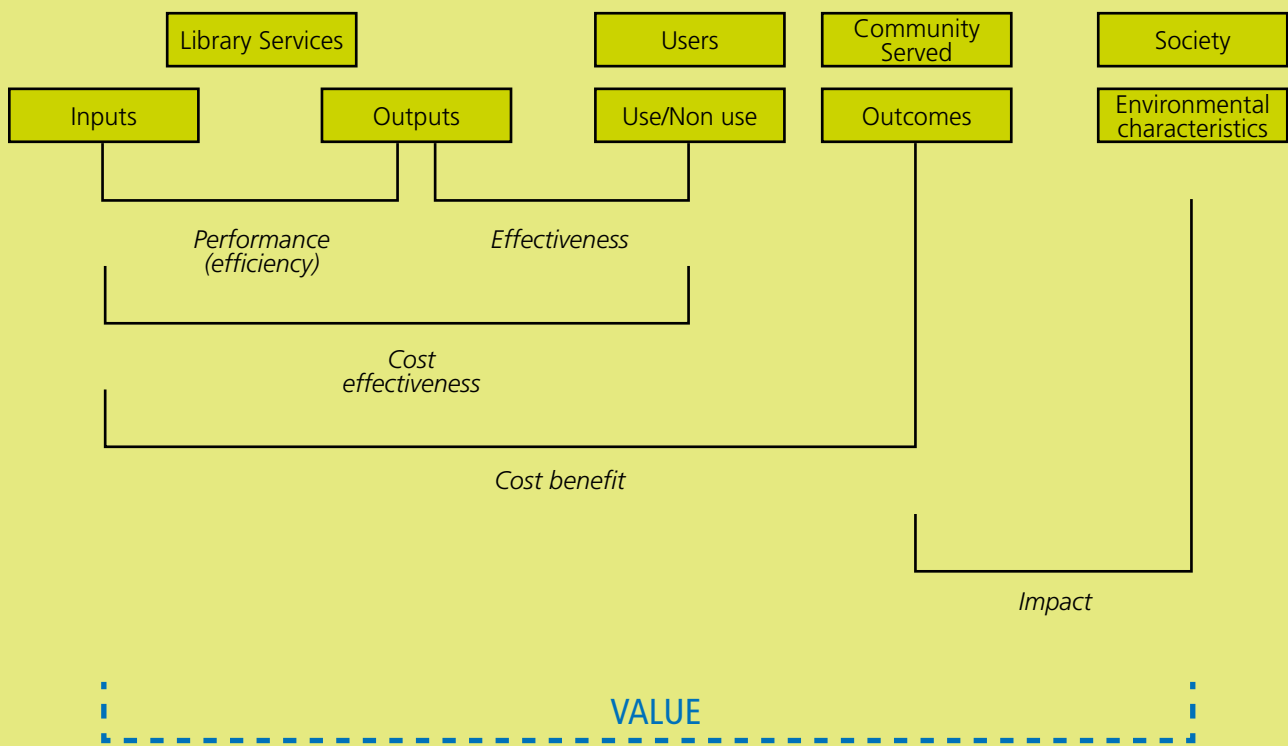 Library Services
Users
Community
Served
Society
Inputs
Outputs
Use/Non use
Outcomes
Environmental
characteristics
Performance
(efficiency)
Effectiveness
Cost
effectiveness
Cost benefit
Impact
VALUE